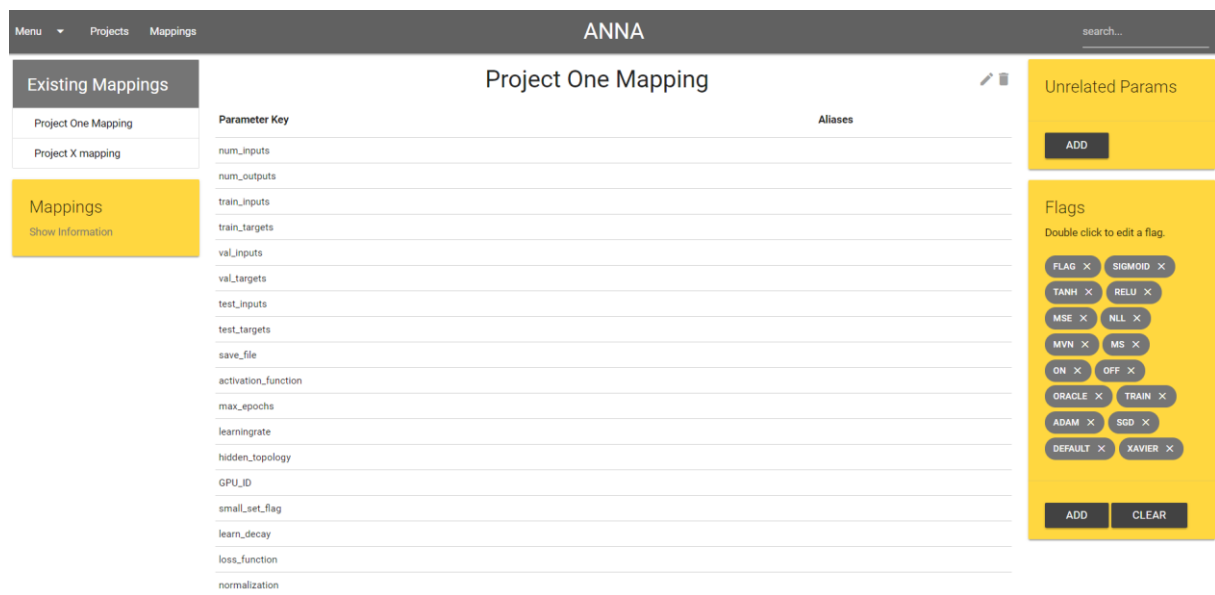 Menu Projects Mappings ANNA search...
Existing Mappings
Project One Mapping
Project X mapping
Mappings
Show Information
Project One Mapping
Parameter Key Aliases
num_inputs
num_outputs
train_inputs
train_targets
val_inputs
val_targets
test_inputs
test_targets
save_file
activation_function
max_epochs
learningrate
hidden_topology
GPU_ID
small_set_flag
learn_decay
loss_function
normalization
Unrelated Params
ADD
Flags
Double click to edit a flag.
FLAG × SIGMOID ×
TANH × RELU ×
MSE × NLL ×
MVN × MS ×
ON × OFF ×
ORACLE × TRAIN ×
ADAM × SGD ×
DEFAULT × XAVIER ×
ADD CLEAR